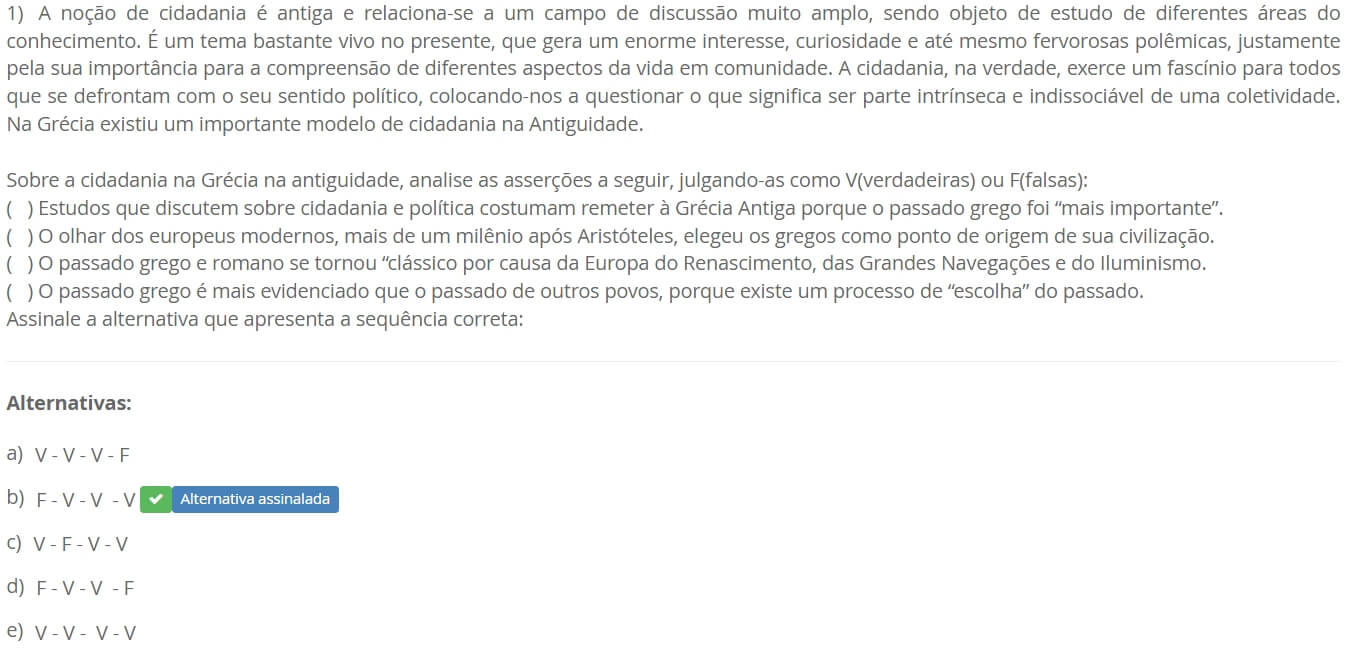 1) A noção de cidadania é antiga e relaciona-se a um campo de discussão muito amplo, sendo objeto de estudo de diferentes áreas do
conhecimento. É um tema bastante vivo no presente, que gera um enorme interesse, curiosidade e até mesmo fervorosas polêmicas, justamente
pela sua importância para a compreensão de diferentes aspectos da vida em comunidade. A cidadania, na verdade, exerce um fascínio para todos
que se defrontam com o seu sentido político, colocando-nos a questionar o que significa ser parte intrínseca e indissociável de uma coletividade.
Na Grécia existiu um importante modelo de cidadania na Antiguidade.
Sobre a cidadania na Grécia na antiguidade, analise as asserções a seguir, julgando-as como V(verdadeiras) ou F(falsas):
( ) Estudos que discutem sobre cidadania e política costumam remeter à Grécia Antiga porque o passado grego foi “mais importante”.
( ) O olhar dos europeus modernos, mais de um milênio após Aristóteles, elegeu os gregos como ponto de origem de sua civilização.
( ) O passado grego e romano se tornou “clássico por causa da Europa do Renascimento, das Grandes Navegações e do Iluminismo.
( ) O passado grego é mais evidenciado que o passado de outros povos, porque existe um processo de “escolha” do passado.
Assinale a alternativa que apresenta a sequência correta:
Alternativas:
a) V - V - V - F
b) F - V - V - V ✓ Alternativa assinalada
c) V - F - V - V
d) F - V - V - F
e) V - V - V - V